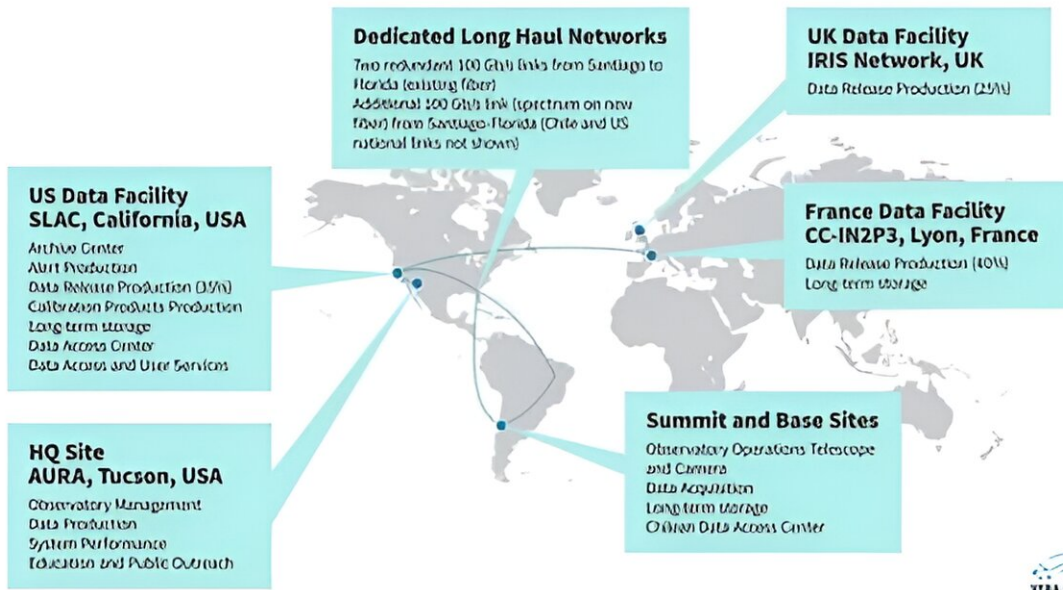 Dedicated Long Haul Networks
Two redundant 100 Gb/s links from Santiago to
Florida (existing fiber)
Additional 100 Gb/s link (spectrum on new
fiber) from Santiago-Florida (Chile and US
national links not shown)
UK Data Facility
IRIS Network, UK
Data Release Production (25%)
US Data Facility
SLAC, California, USA
Archive Center
Alert Production
Data Release Production (35%)
Calibration Products Production
Long-term storage
Data Access Center
Data Access and User Services
France Data Facility
CC-IN2P3, Lyon, France
Data Release Production (40%)
Long-term storage
HQ Site
AURA, Tucson, USA
Observatory Management
Data Production
System Performance
Education and Public Outreach
Summit and Base Sites
Observatory Operations Telescope
and Camera
Data Acquisition
Long-term storage
Chilean Data Access Center